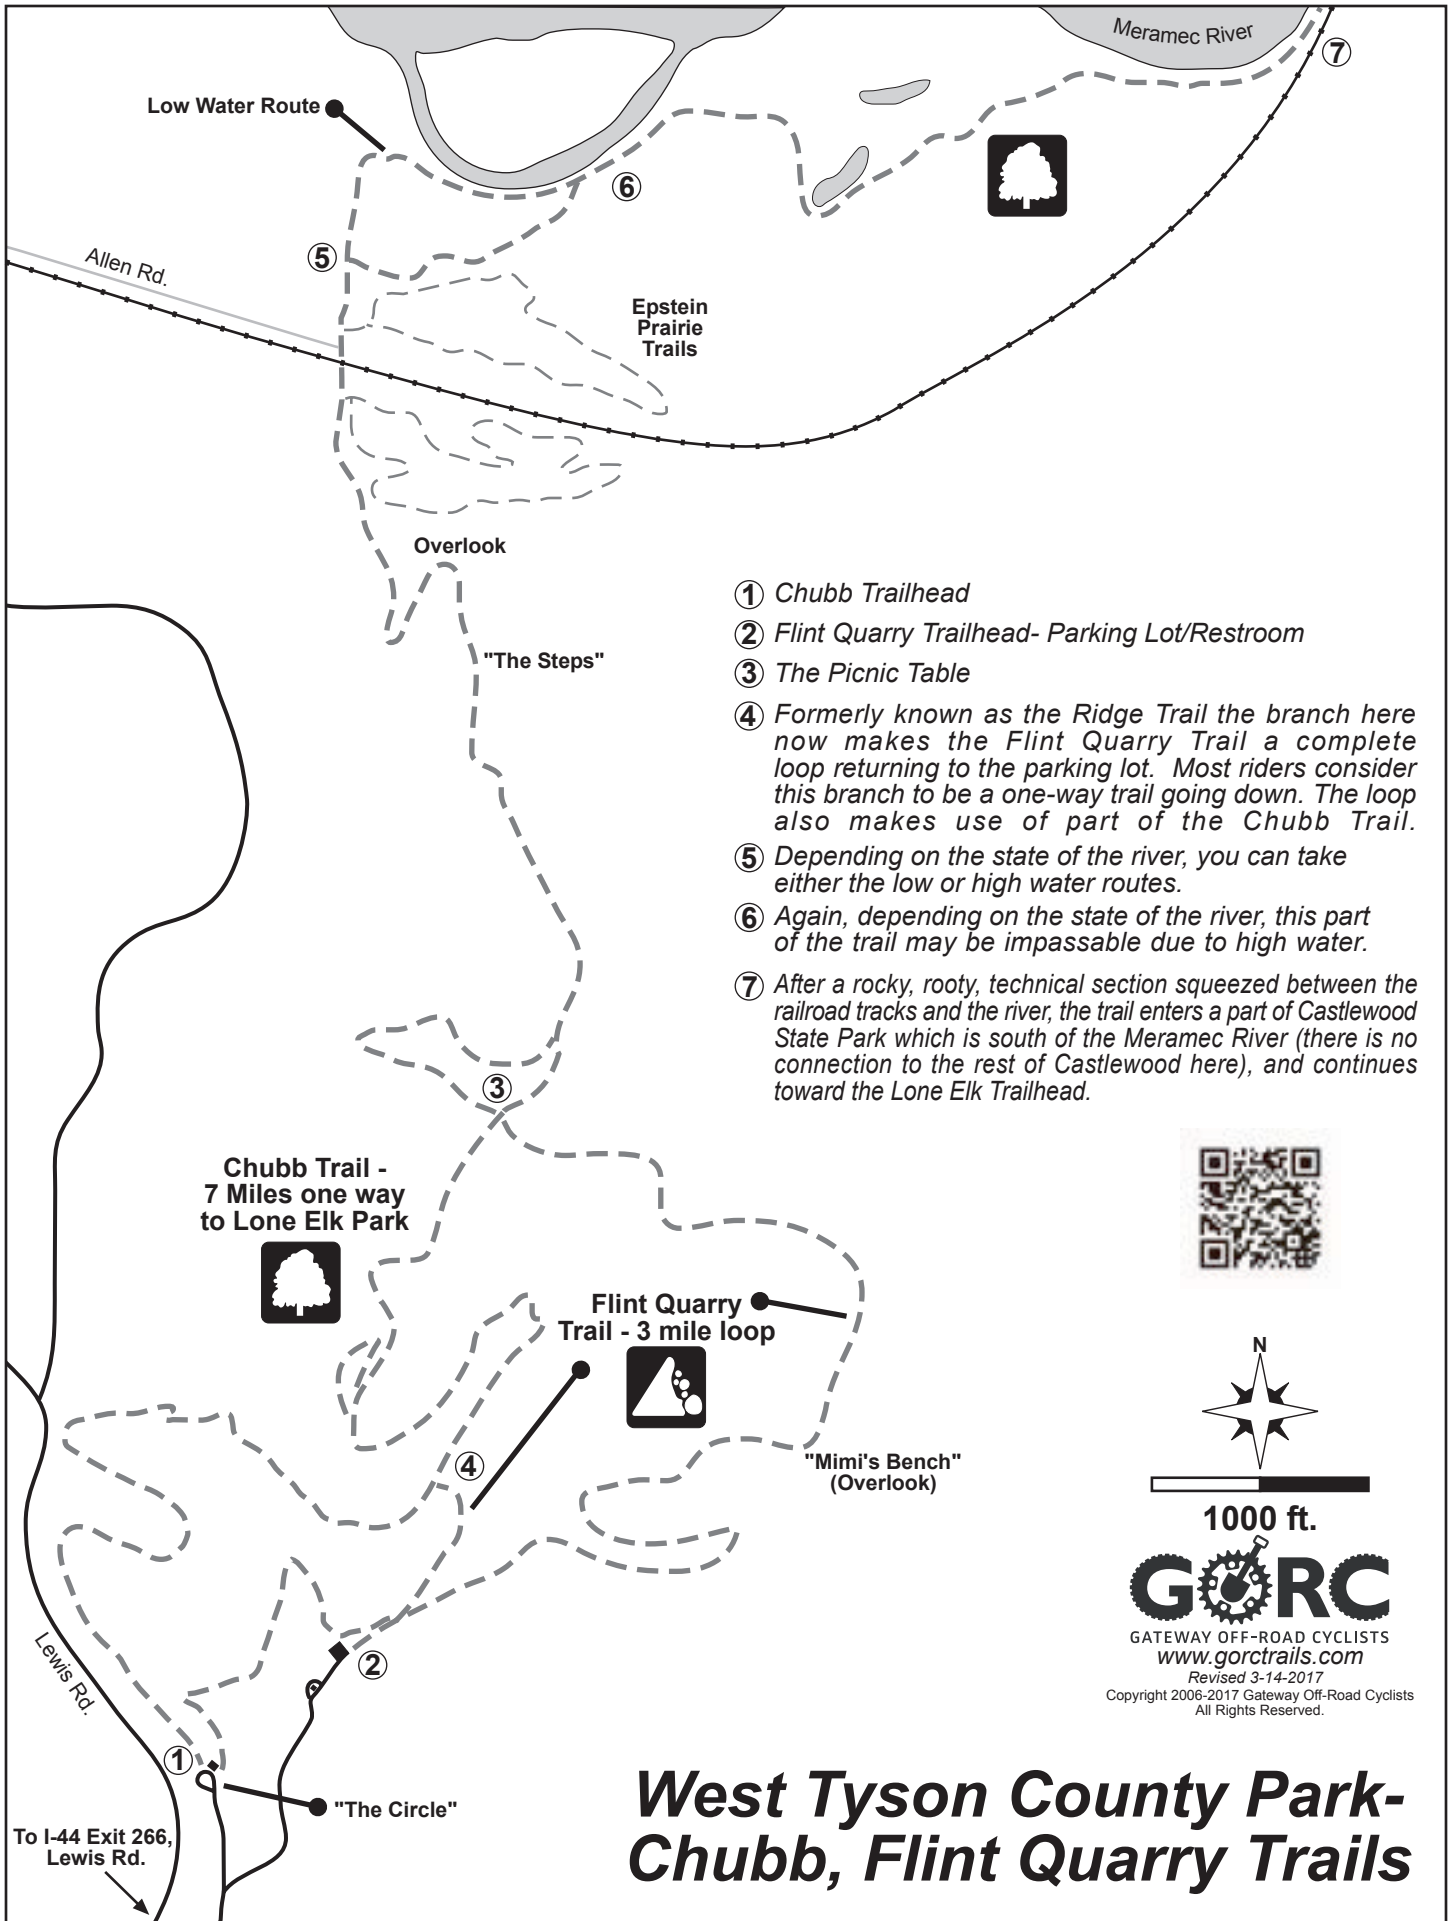 Meramec River
7
Low Water Route
6
5
Allen Rd.
Epstein
Prairie
Trails
Overlook
"The Steps"
1 Chubb Trailhead
2 Flint Quarry Trailhead- Parking Lot/Restroom
3 The Picnic Table
4 Formerly known as the Ridge Trail the branch here
now makes the Flint Quarry Trail a complete
loop returning to the parking lot. Most riders consider
this branch to be a one-way trail going down. The loop
also makes use of part of the Chubb Trail.
5 Depending on the state of the river, you can take
either the low or high water routes.
6 Again, depending on the state of the river, this part
of the trail may be impassable due to high water.
7 After a rocky, rooty, technical section squeezed between the
railroad tracks and the river, the trail enters a part of Castlewood
State Park which is south of the Meramec River (there is no
connection to the rest of Castlewood here), and continues
toward the Lone Elk Trailhead.
3
Chubb Trail -
7 Miles one way
to Lone Elk Park
Flint Quarry
Trail - 3 mile loop
4
"Mimi's Bench"
(Overlook)
N
1000 ft.
GORC
GATEWAY OFF-ROAD CYCLISTS
www.gorctrails.com
Revised 3-14-2017
Copyright 2006-2017 Gateway Off-Road Cyclists
All Rights Reserved.
Lewis Rd.
2
1
"The Circle"
To I-44 Exit 266,
Lewis Rd.
West Tyson County Park-
Chubb, Flint Quarry Trails